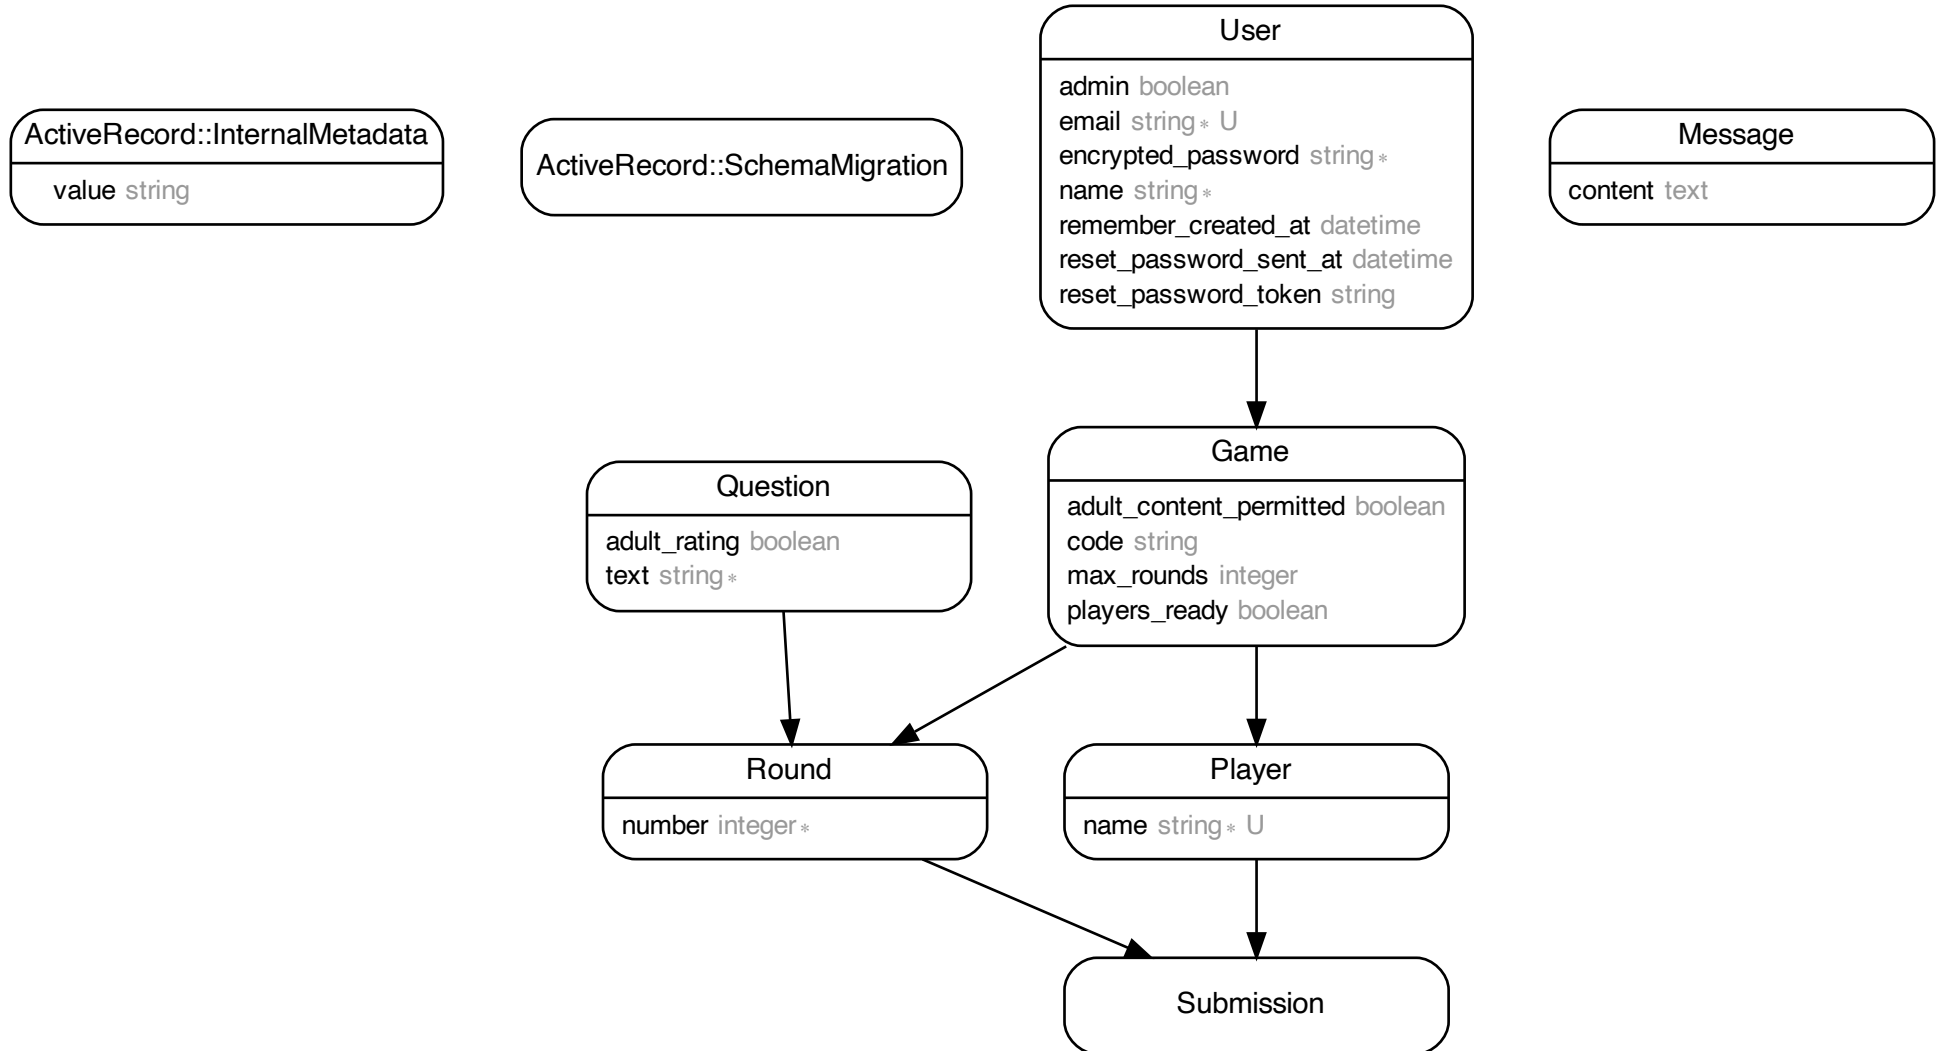 User
admin boolean
email string* U
encrypted_password string*
name string*
remember_created_at datetime
reset_password_sent_at datetime
reset_password_token string
ActiveRecord::InternalMetadata
value string
ActiveRecord::SchemaMigration
Message
content text
Question
adult_rating boolean
text string*
Game
adult_content_permitted boolean
code string
max_rounds integer
players_ready boolean
Round
number integer*
Player
name string* U
Submission